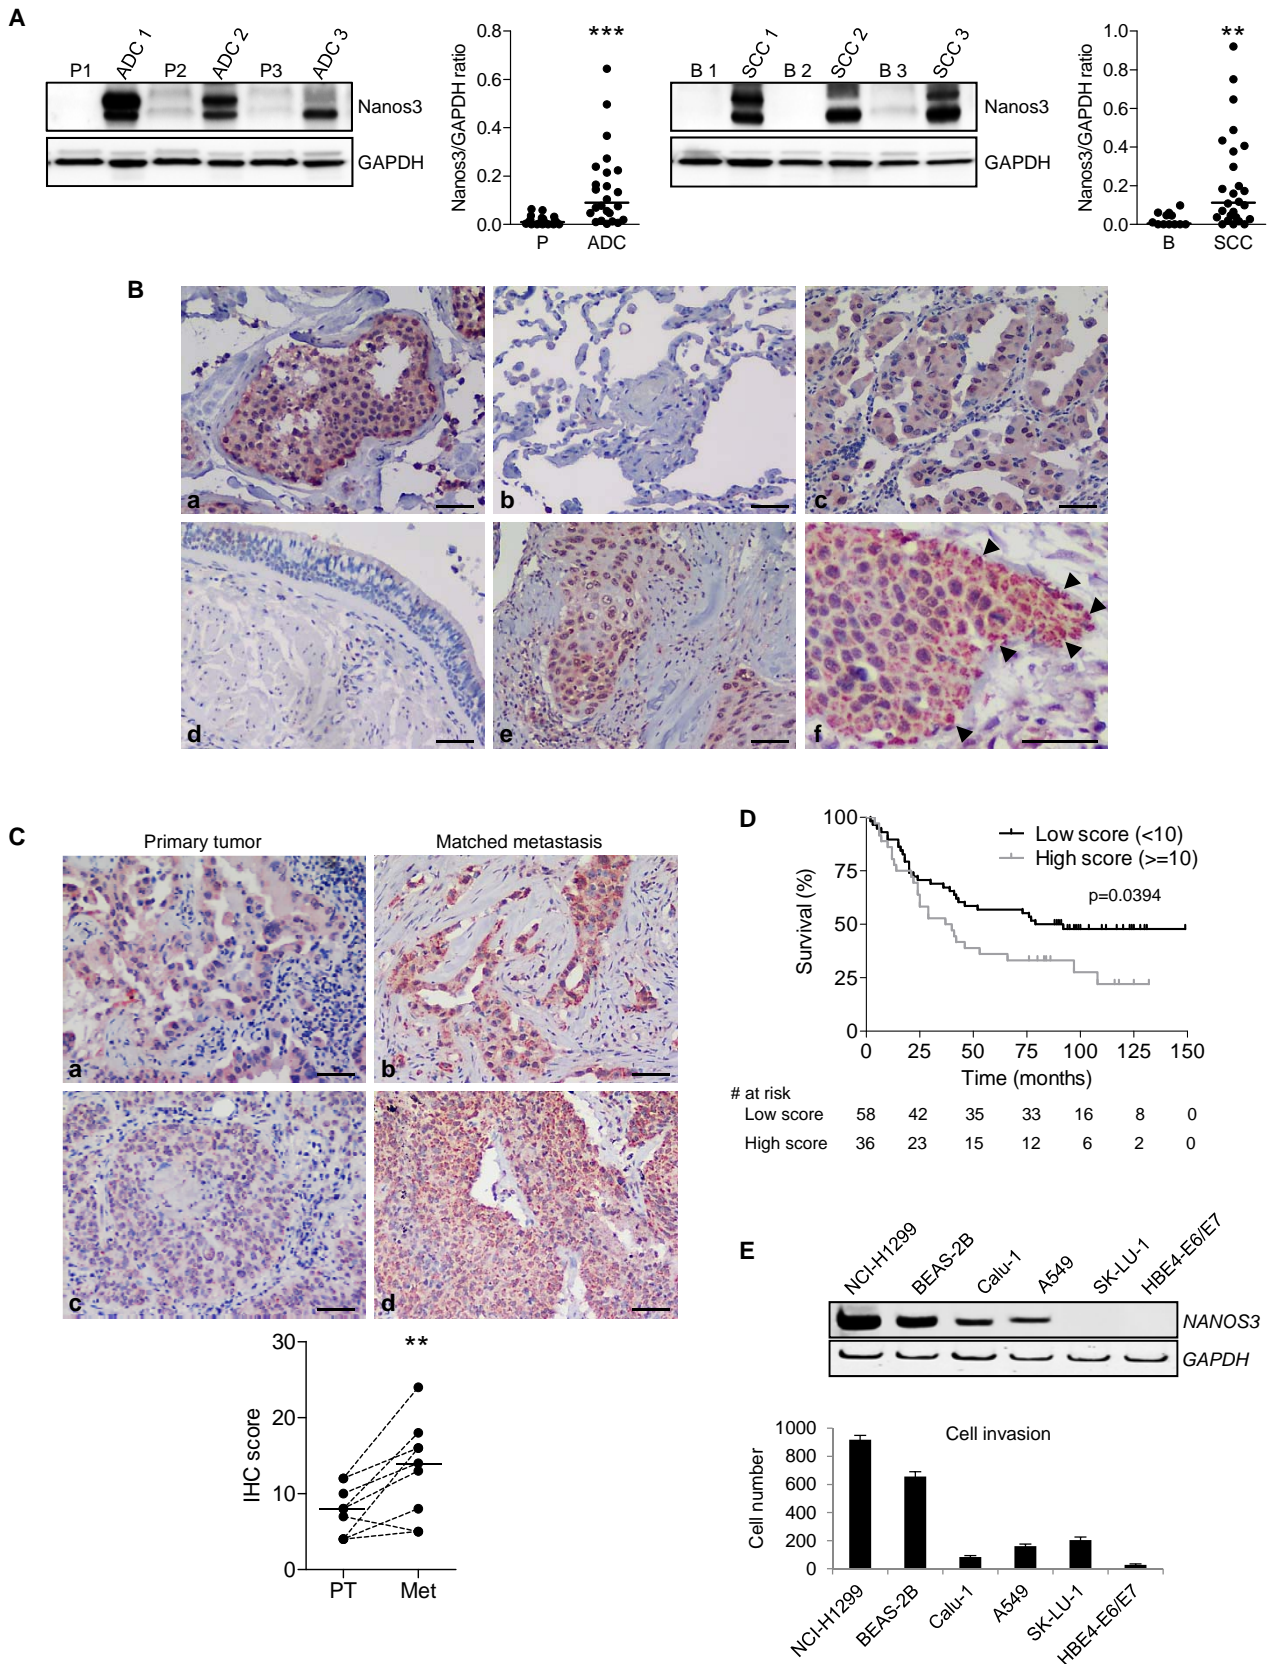 A
P1 ADC 1 P2 ADC 2 P3 ADC 3
Nanos3
GAPDH
Nanos3/GAPDH ratio
0.8
0.6
0.4
0.2
0.0
***
P ADC
B 1 SCC 1 B 2 SCC 2 B 3 SCC 3
Nanos3
GAPDH
Nanos3/GAPDH ratio
1.0
0.8
0.6
0.4
0.2
0.0
**
B SCC
B
a
b
c
d
e
f
C
Primary tumor
Matched metastasis
a
b
c
d
IHC score
30
20
10
0
**
PT Met
D
Survival (%)
100
75
50
25
0
Low score (<10)
High score (>=10)
p=0.0394
0 25 50 75 100 125 150
Time (months)
# at risk
Low score 58 42 35 33 16 8 0
High score 36 23 15 12 6 2 0
E
NCI-H1299 BEAS-2B Calu-1 A549 SK-LU-1 HBE4-E6/E7
NANOS3
GAPDH
Cell invasion
Cell number
1000
800
600
400
200
0
NCI-H1299 BEAS-2B Calu-1 A549 SK-LU-1 HBE4-E6/E7